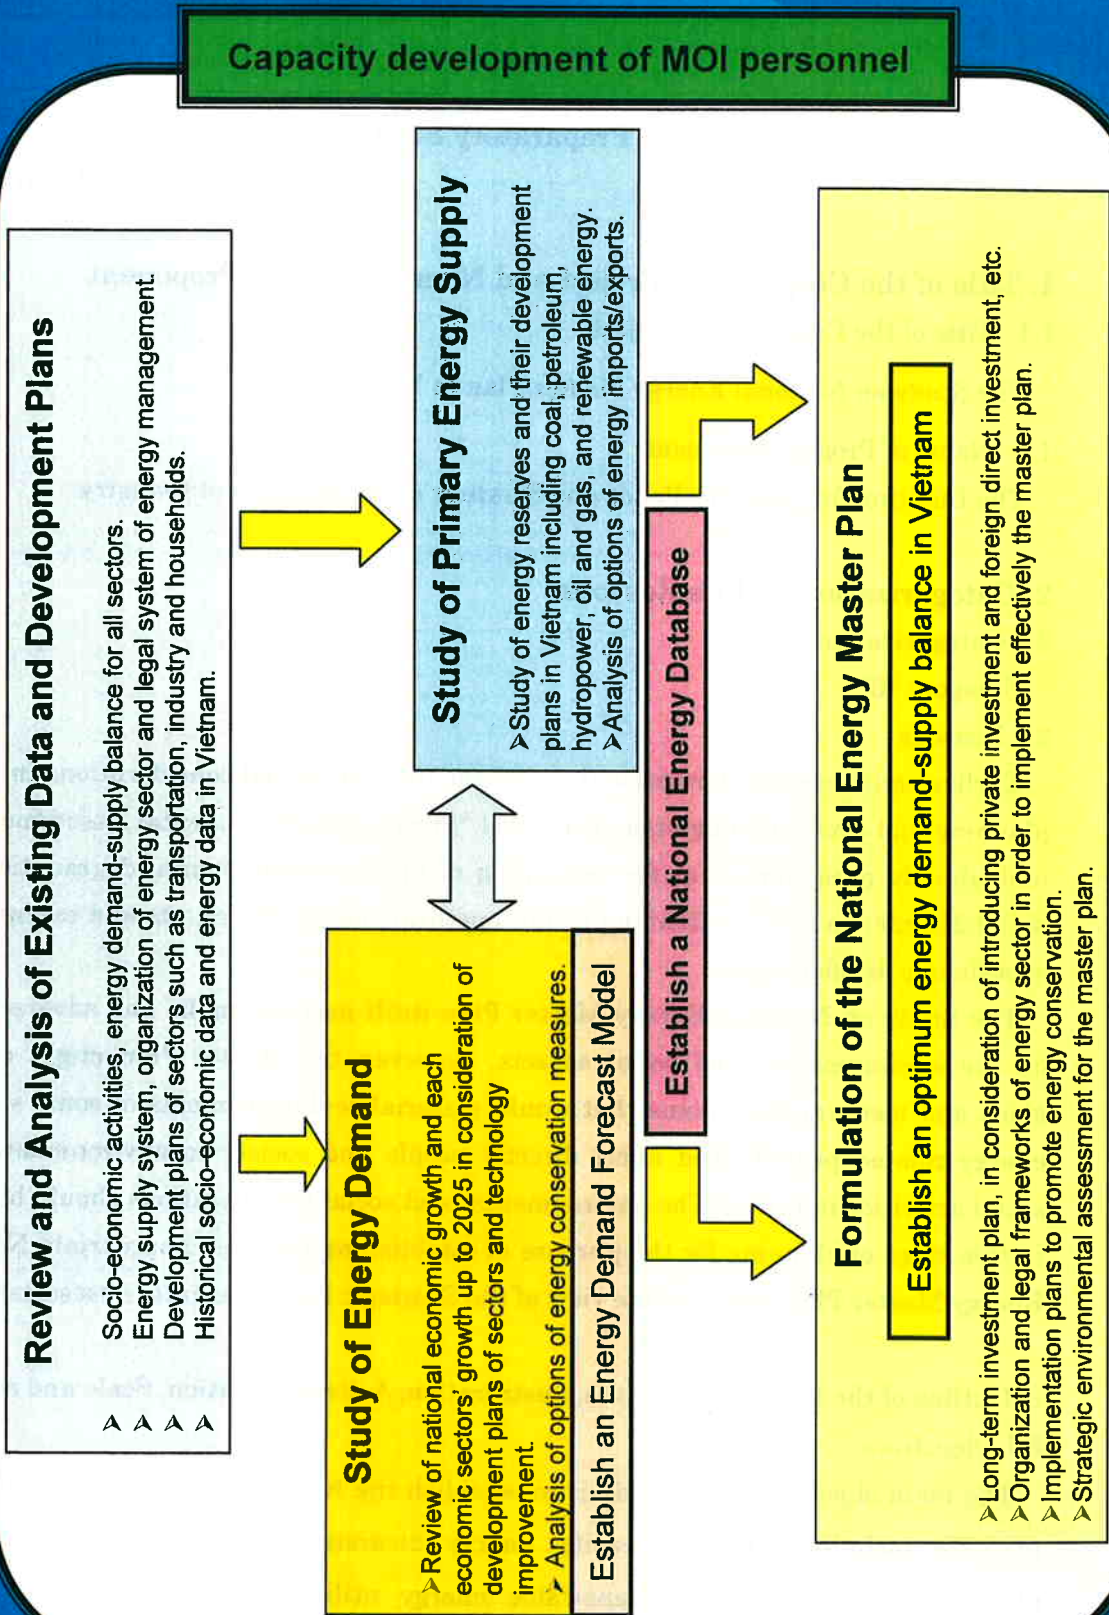 Capacity development of MOI personnel
Review and Analysis of Existing Data and Development Plans
➢ Socio-economic activities, energy demand-supply balance for all sectors.
➢ Energy supply system, organization of energy sector and legal system of energy management.
➢ Development plans of sectors such as transportation, industry and households.
➢ Historical socio-economic data and energy data in Vietnam.
Study of Energy Demand
➢ Review of national economic growth and each
economic sectors' growth up to 2025 in consideration of
development plans of sectors and technology
improvement.
➢ Analysis of options of energy conservation measures.
Establish an Energy Demand Forecast Model
Study of Primary Energy Supply
➢ Study of energy reserves and their development
plans in Vietnam including coal, petroleum,
hydropower, oil and gas, and renewable energy.
➢ Analysis of options of energy imports/exports.
Establish a National Energy Database
Formulation of the National Energy Master Plan
Establish an optimum energy demand-supply balance in Vietnam
➢ Long-term investment plan, in consideration of introducing private investment and foreign direct investment, etc.
➢ Organization and legal frameworks of energy sector in order to implement effectively the master plan.
➢ Implementation plans to promote energy conservation.
➢ Strategic environmental assessment for the master plan.